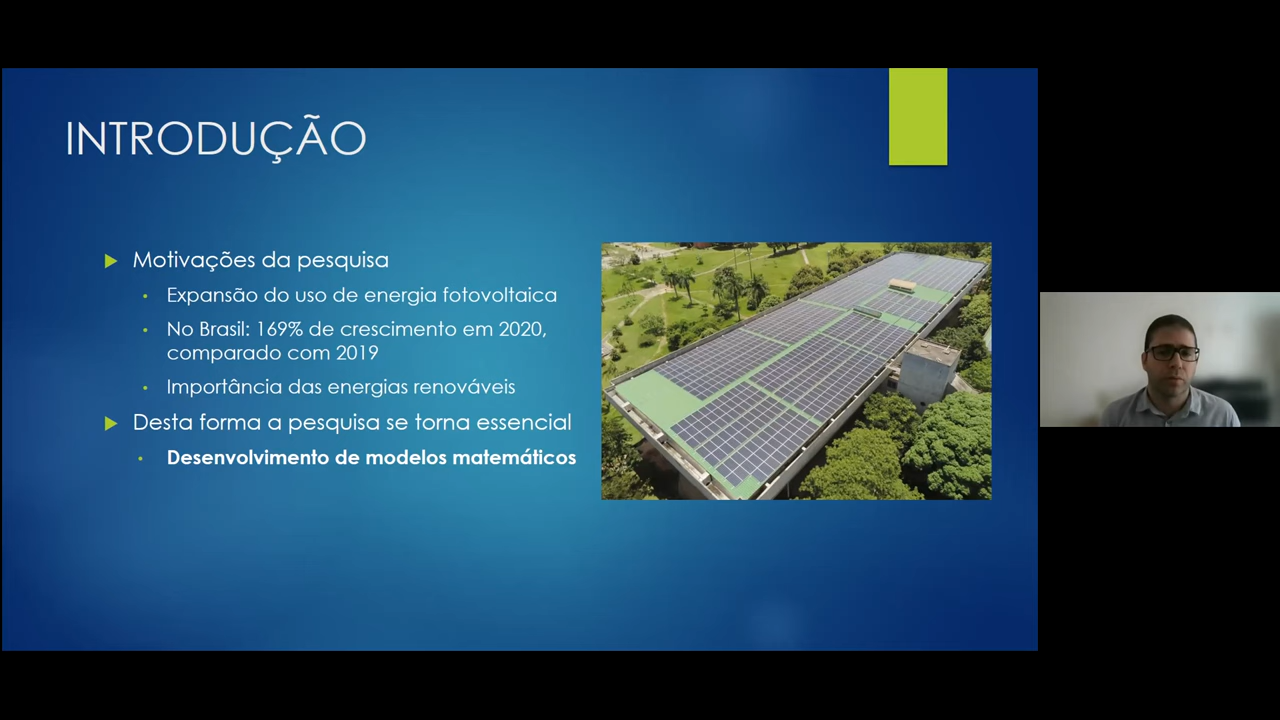 INTRODUÇÃO
Motivações da pesquisa
Expansão do uso de energia fotovoltaica
No Brasil: 169% de crescimento em 2020,
comparado com 2019
Importância das energias renováveis
Desta forma a pesquisa se torna essencial
Desenvolvimento de modelos matemáticos